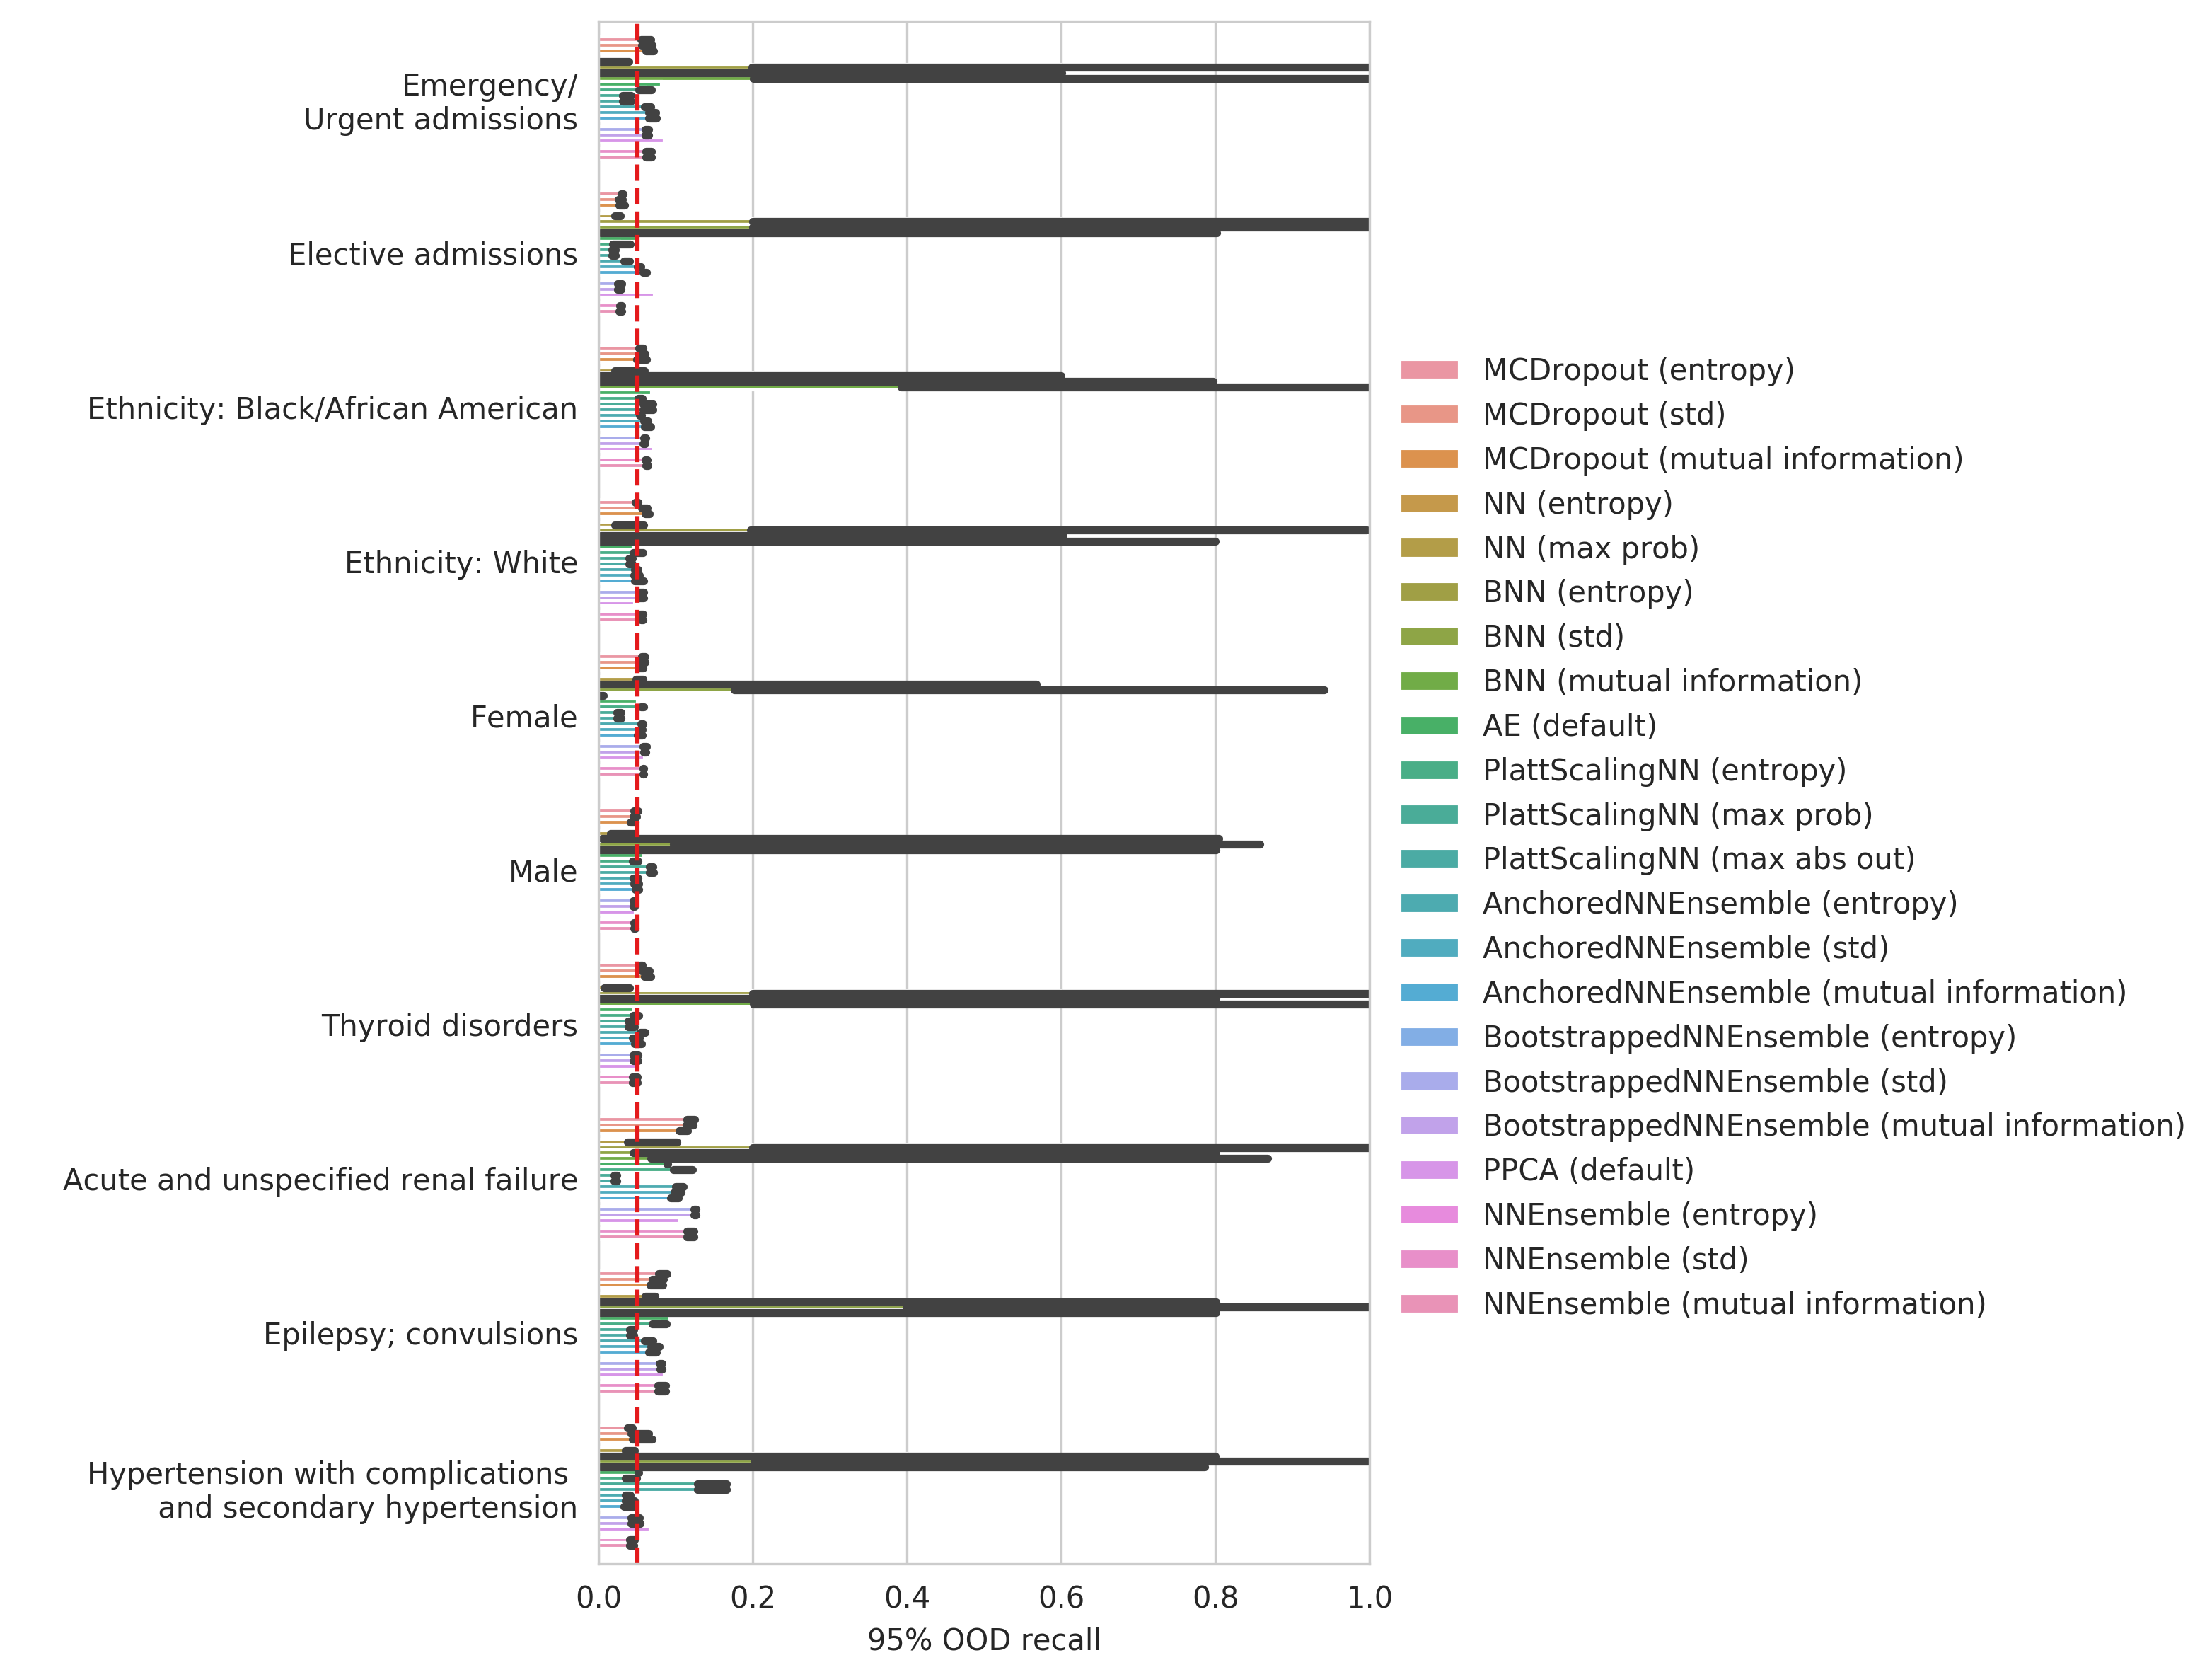 Emergency/
Urgent admissions
Elective admissions
Ethnicity: Black/African American
Ethnicity: White
Female
Male
Thyroid disorders
Acute and unspecified renal failure
Epilepsy; convulsions
Hypertension with complications
and secondary hypertension
0.0 0.2 0.4 0.6 0.8 1.0
95% OOD recall
MCDropout (entropy)
MCDropout (std)
MCDropout (mutual information)
NN (entropy)
NN (max prob)
BNN (entropy)
BNN (std)
BNN (mutual information)
AE (default)
PlattScalingNN (entropy)
PlattScalingNN (max prob)
PlattScalingNN (max abs out)
AnchoredNNEnsemble (entropy)
AnchoredNNEnsemble (std)
AnchoredNNEnsemble (mutual information)
BootstrappedNNEnsemble (entropy)
BootstrappedNNEnsemble (std)
BootstrappedNNEnsemble (mutual information)
PPCA (default)
NNEnsemble (entropy)
NNEnsemble (std)
NNEnsemble (mutual information)